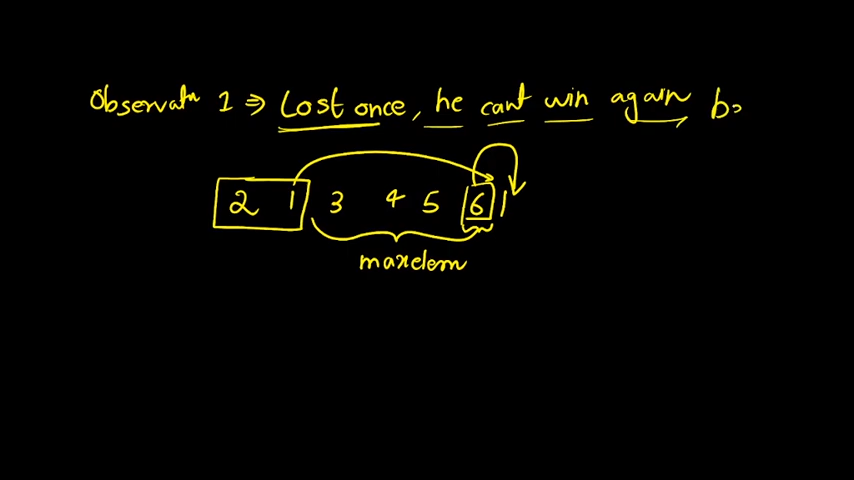 Observatn 1 ⇒ Lost once, he cant win again
2 1 3 4 5 6 1
maxelem